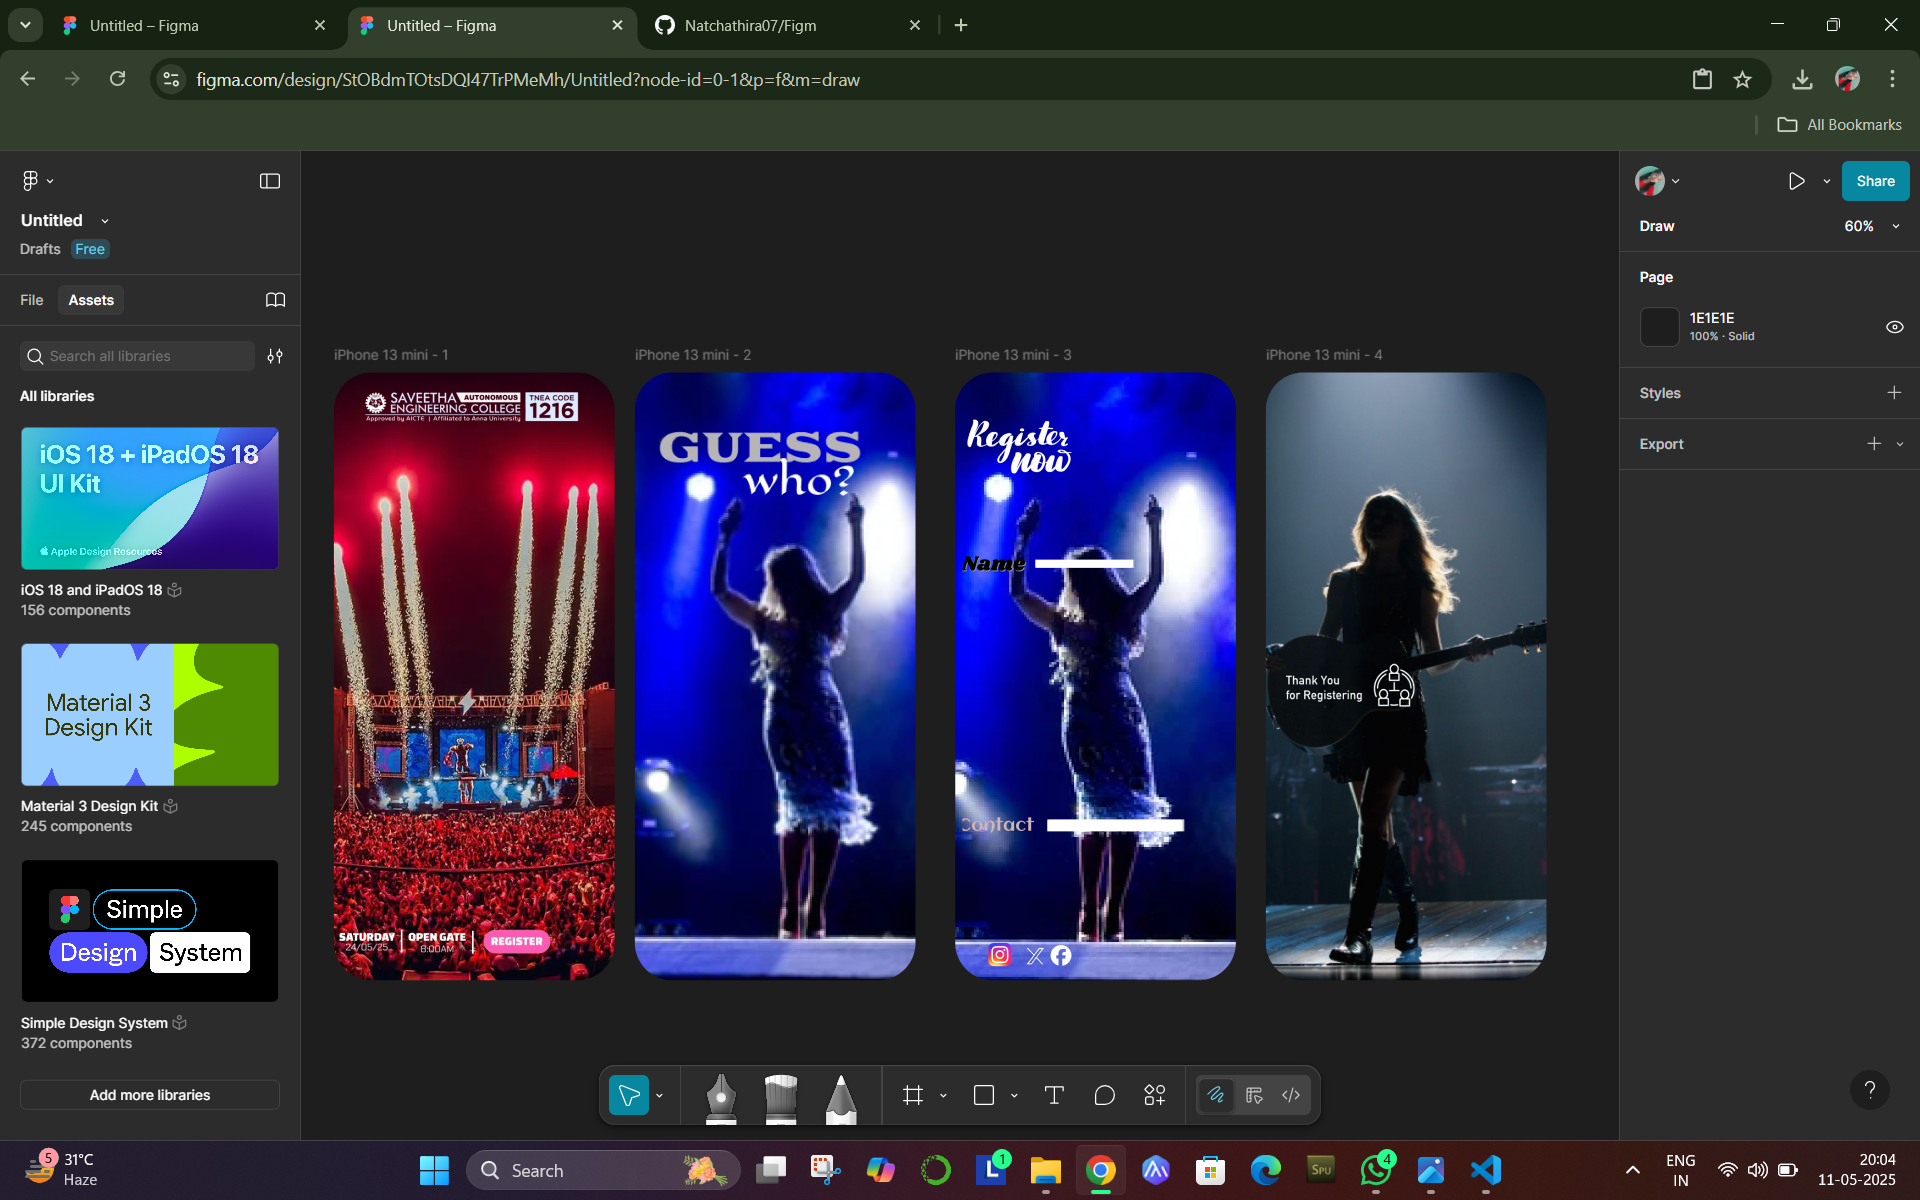 Untitled – Figma
Untitled – Figma
Natchathira07/Figm
figma.com/design/StOBdmTOtsDQI47TrPMeMh/Untitled?node-id=0-1&p=f&m=draw
All Bookmarks
Untitled
Drafts Free
File Assets
Search all libraries
All libraries
iOS 18 + iPadOS 18
UI Kit
Apple Design Resources
iOS 18 and iPadOS 18
156 components
Material 3
Design Kit
Material 3 Design Kit
245 components
Simple
Design System
Simple Design System
372 components
Add more libraries
iPhone 13 mini - 1
SAVEETHA AUTONOMOUS
ENGINEERING COLLEGE
Approved by AICTE | Affiliated to Anna University
TNEA CODE
1216
SATURDAY
24/05/25
OPEN GATE
8:00AM
REGISTER
iPhone 13 mini - 2
GUESS
who?
iPhone 13 mini - 3
Register
now
Name
Contact
iPhone 13 mini - 4
Thank You
for Registering
Share
Draw 60%
Page
1E1E1E
100% · Solid
Styles
Export
?
5
31°C
Haze
Search
1
SPU
4
ENG
IN
20:04
11-05-2025